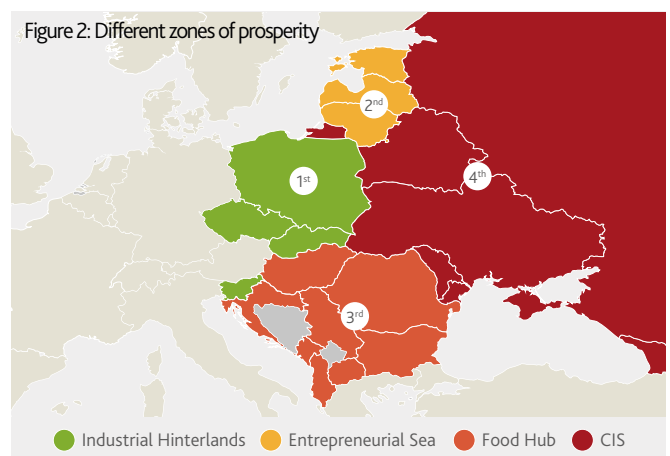 Figure 2: Different zones of prosperity
2nd
1st
4th
3rd
Industrial Hinterlands Entrepreneurial Sea Food Hub CIS